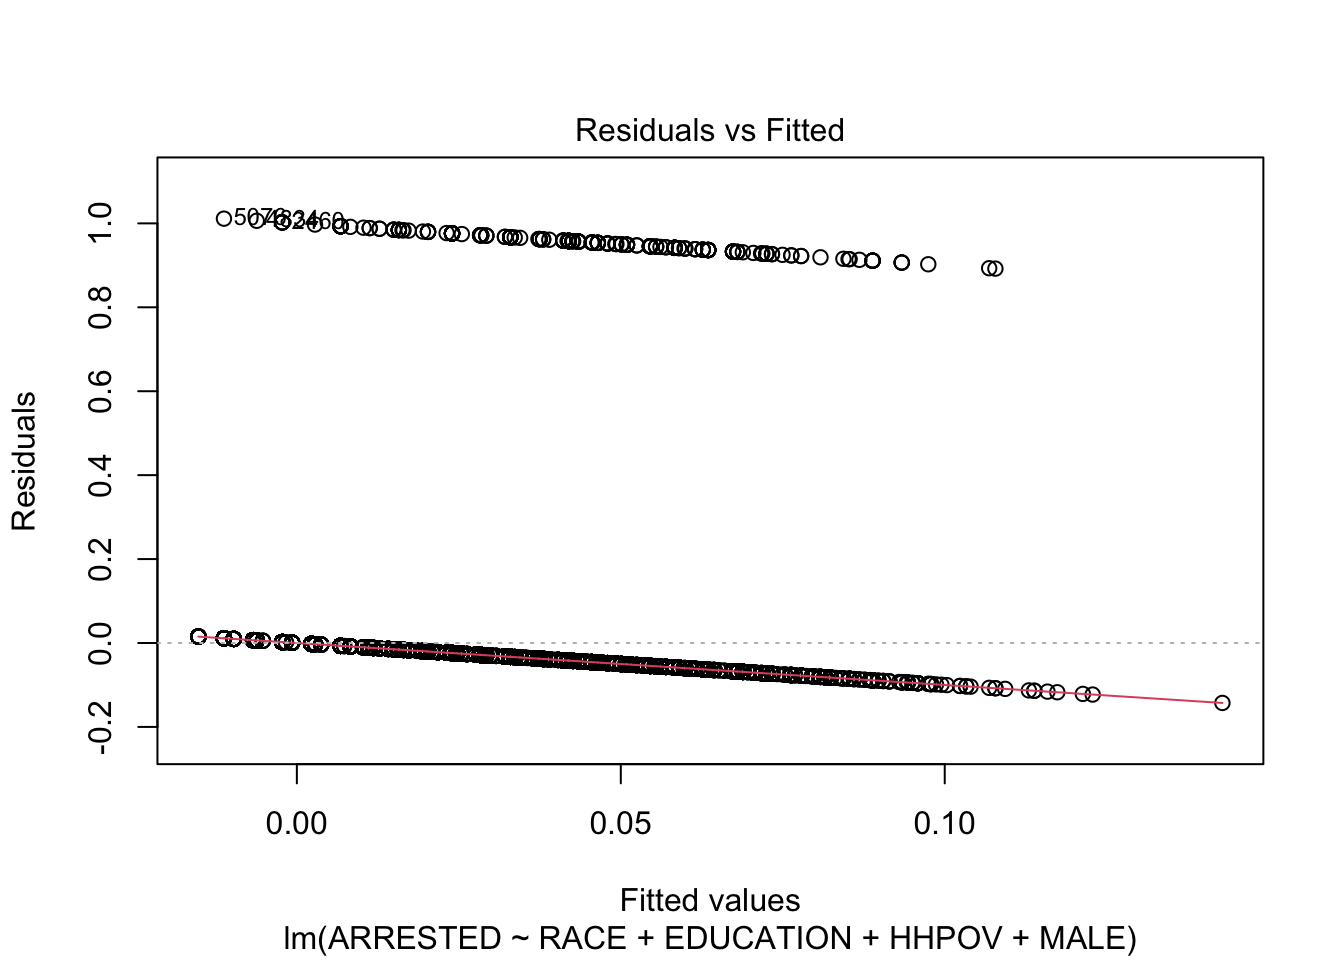 Residuals vs Fitted
Residuals
1.0
0.8
0.6
0.4
0.2
0.0
-0.2
0.00
0.05
0.10
Fitted values
lm(ARRESTED ~ RACE + EDUCATION + HHPOV + MALE)